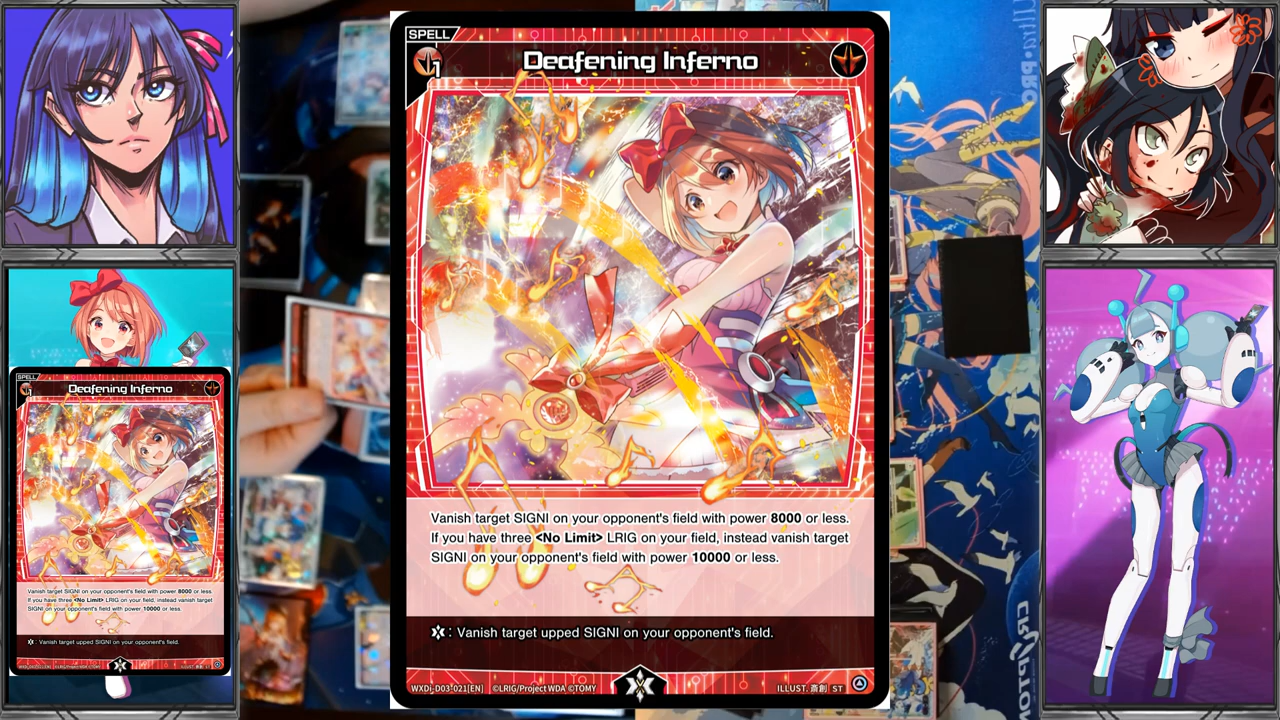 SPELL
1
Deafening Inferno
Vanish target SIGNI on your opponent's field with power 8000 or less.
If you have three <No Limit> LRIG on your field, instead vanish target
SIGNI on your opponent's field with power 10000 or less.
: Vanish target upped SIGNI on your opponent's field.
WXDi-D03-021[EN] ©LRIG/Project WDA ©TOMY
ILLUST. 斎創 ST
SPELL
1
Deafening Inferno
Vanish target SIGNI on your opponent's field with power 8000 or less.
If you have three <No Limit> LRIG on your field, instead vanish target
SIGNI on your opponent's field with power 10000 or less.
: Vanish target upped SIGNI on your opponent's field.